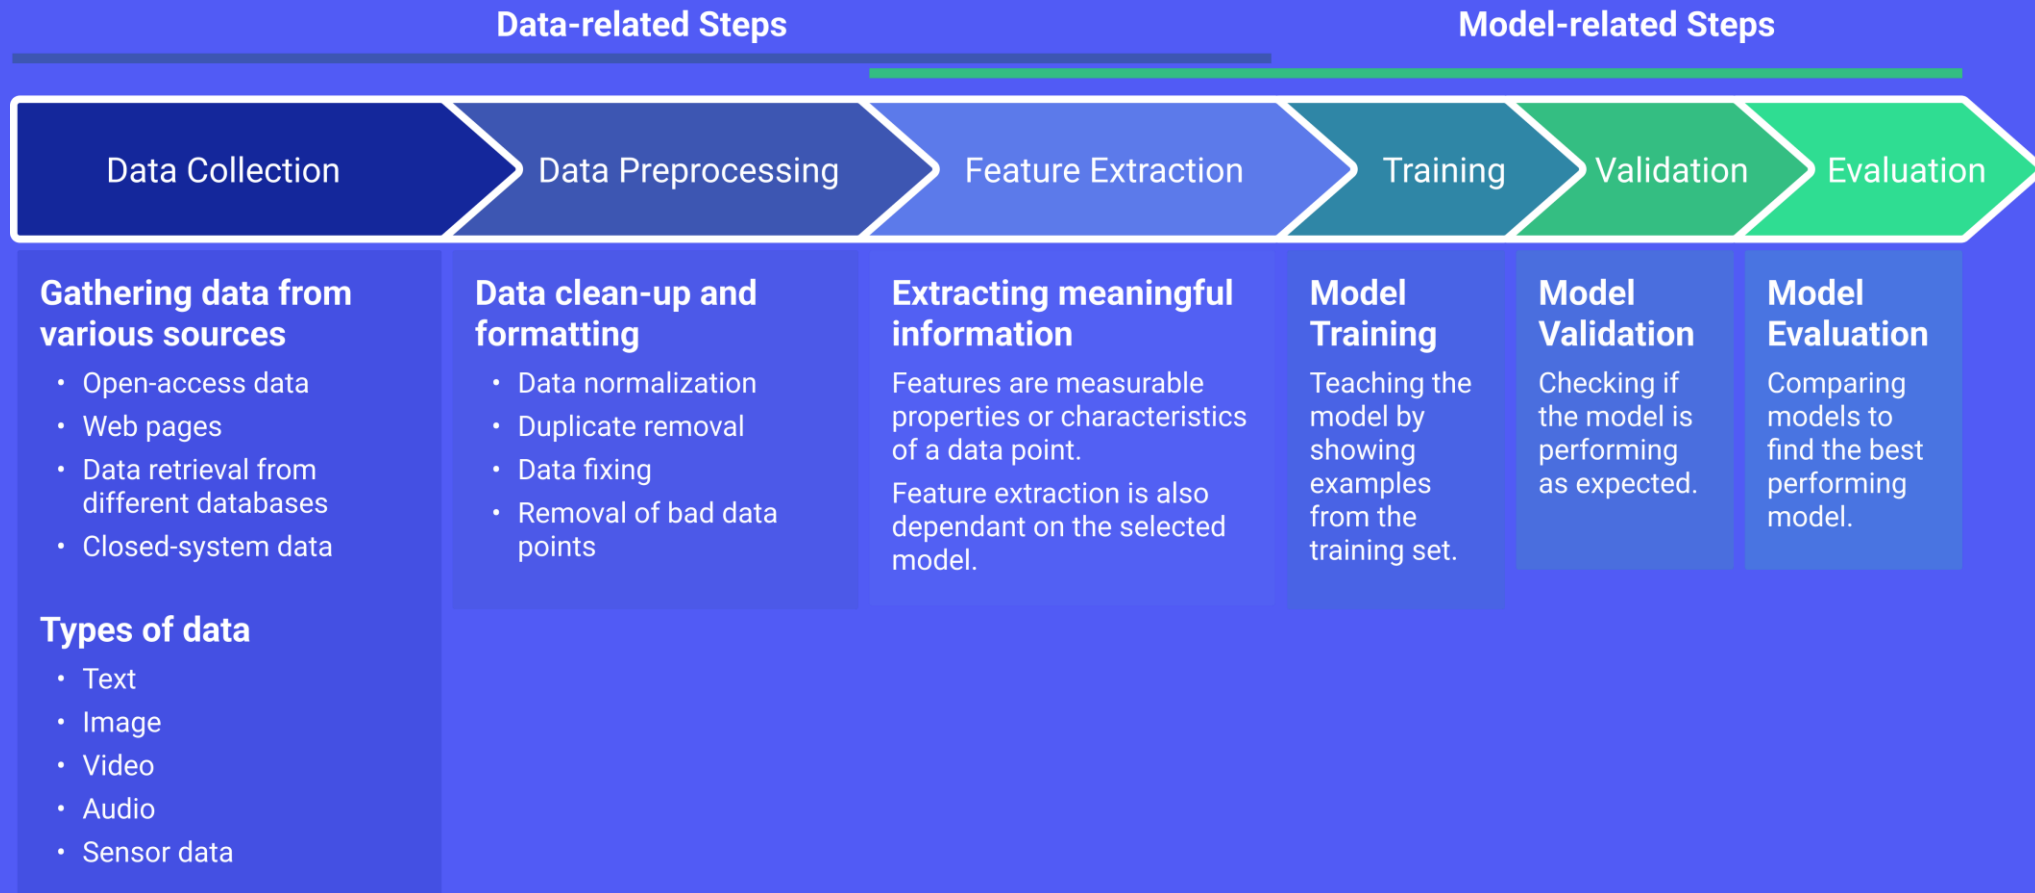 Data-related Steps
Model-related Steps
Data Collection
Data Preprocessing
Feature Extraction
Training
Validation
Evaluation
Gathering data from
various sources
• Open-access data
• Web pages
• Data retrieval from
different databases
• Closed-system data
Types of data
• Text
• Image
• Video
• Audio
• Sensor data
Data clean-up and
formatting
• Data normalization
• Duplicate removal
• Data fixing
• Removal of bad data
points
Extracting meaningful
information
Features are measurable
properties or characteristics
of a data point.
Feature extraction is also
dependant on the selected
model.
Model
Training
Teaching the
model by
showing
examples
from the
training set.
Model
Validation
Checking if
the model is
performing
as expected.
Model
Evaluation
Comparing
models to
find the best
performing
model.